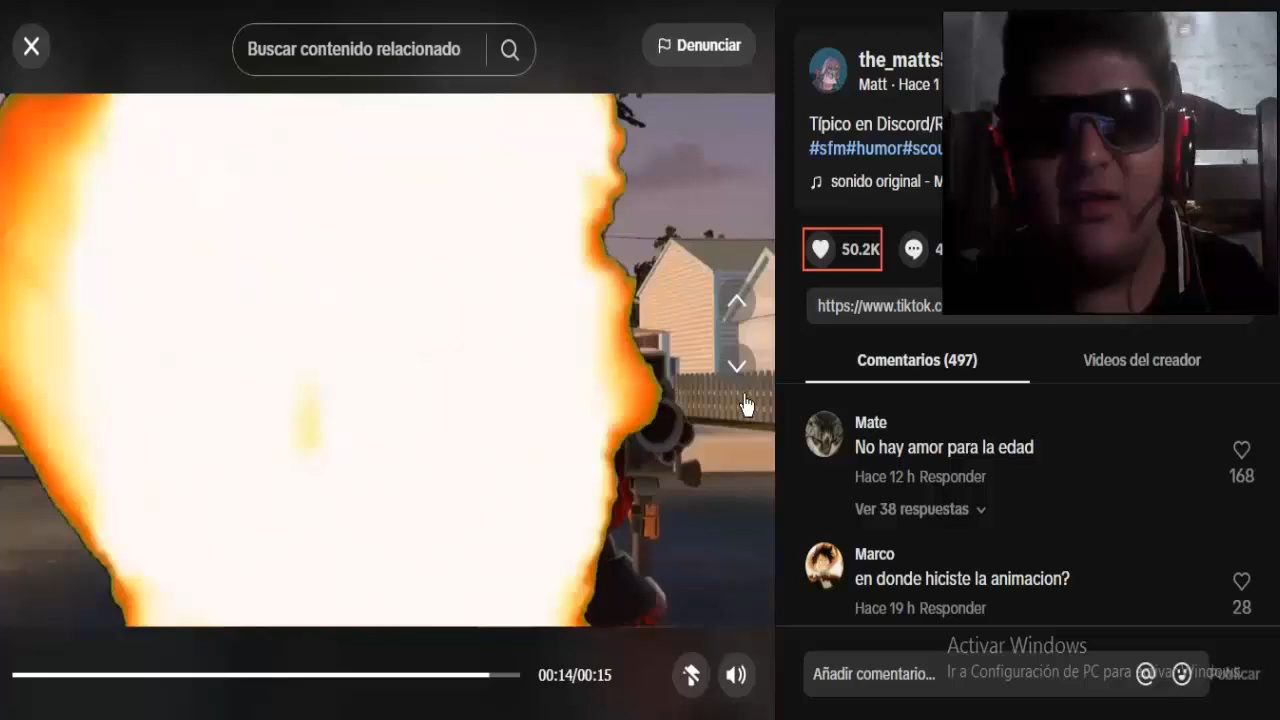 Buscar contenido relacionado
Denunciar
the_matts
Matt · Hace 1
Típico en Discord/R
#sfm#humor#scou
sonido original - M
50.2K
4
https://www.tiktok.c
Comentarios (497)
Videos del creador
Mate
No hay amor para la edad
Hace 12 h Responder
168
Ver 38 respuestas
Marco
en donde hiciste la animacion?
Hace 19 h Responder
28
Activar Windows
Ir a Configuración de PC para activar Windows.
Añadir comentario...
Publicar
00:14/00:15